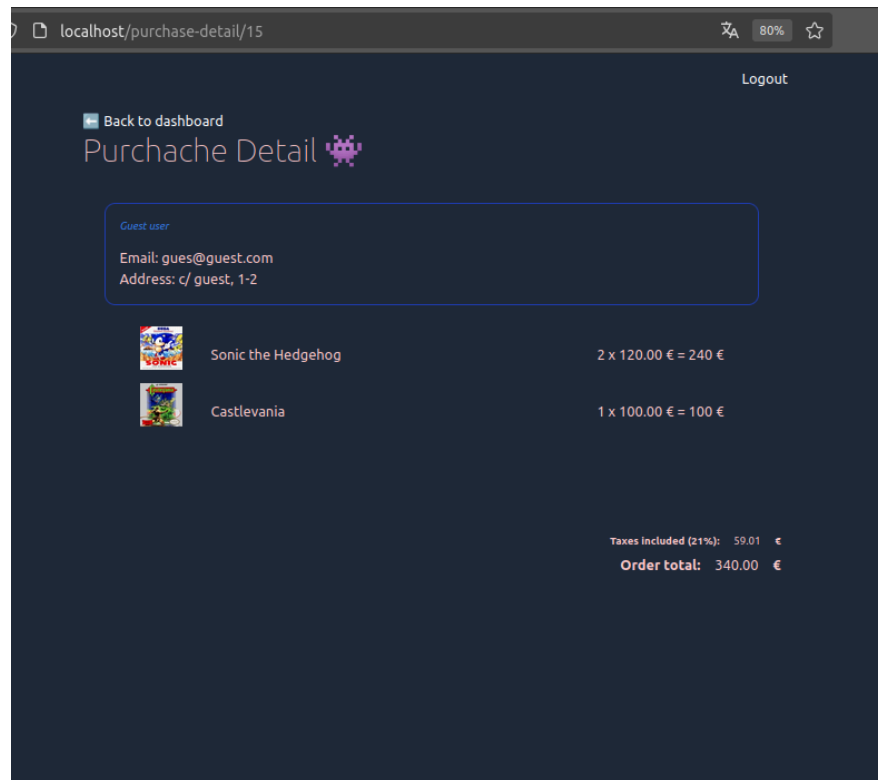 localhost/purchase-detail/15
80%
Logout
Back to dashboard
Purchache Detail
Guest user
Email: gues@guest.com
Address: c/ guest, 1-2
SEGA
SONIC
Sonic the Hedgehog
2 x 120.00 € = 240 €
Castlevania
1 x 100.00 € = 100 €
Taxes included (21%): 59.01 €
Order total: 340.00 €